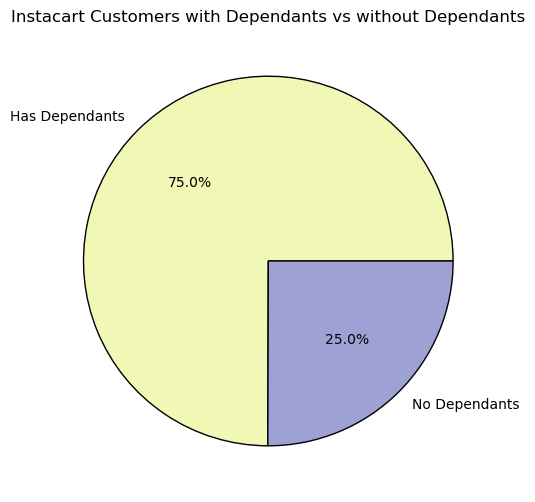 Instacart Customers with Dependants vs without Dependants
Has Dependants
75.0%
25.0%
No Dependants